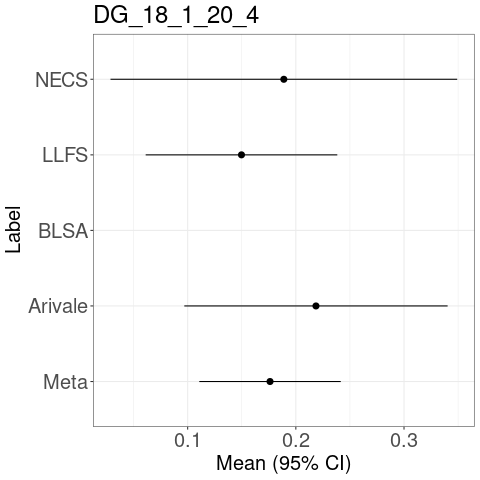 DG_18_1_20_4
NECS
LLFS
BLSA
Arivale
Meta
Label
0.1 0.2 0.3
Mean (95% CI)